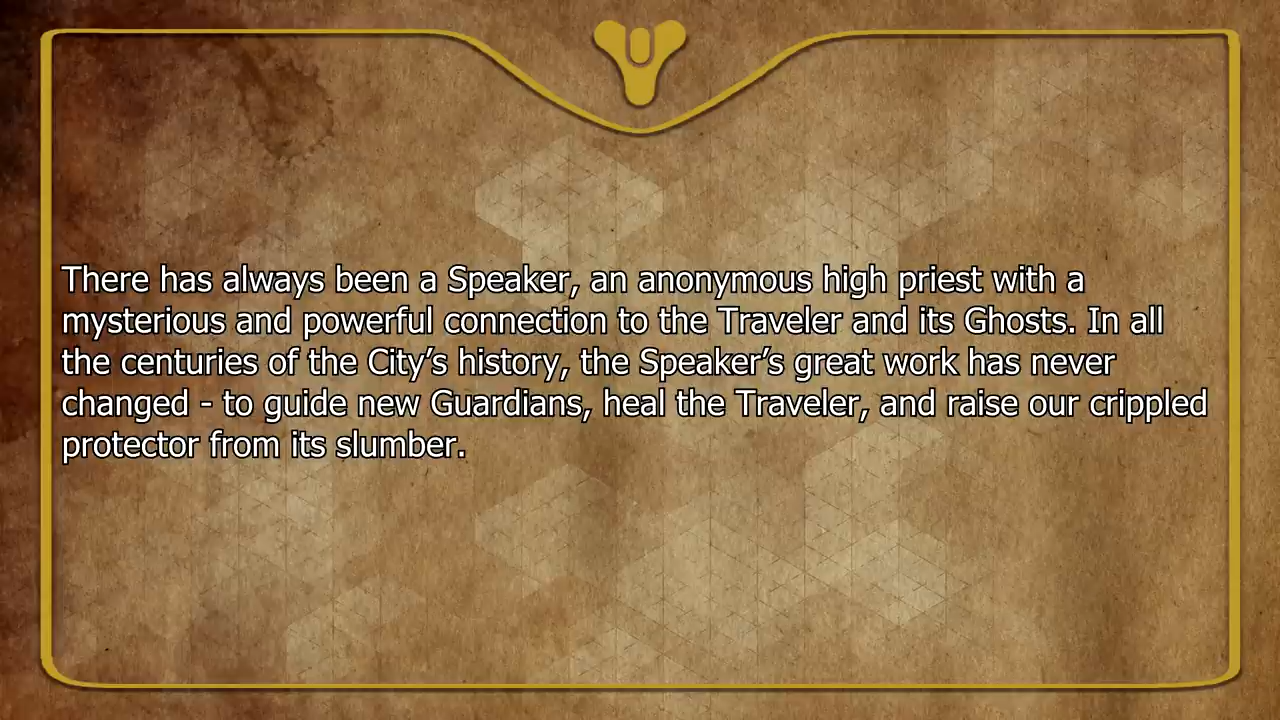 There has always been a Speaker, an anonymous high priest with a
mysterious and powerful connection to the Traveler and its Ghosts. In all
the centuries of the City’s history, the Speaker’s great work has never
changed - to guide new Guardians, heal the Traveler, and raise our crippled
protector from its slumber.